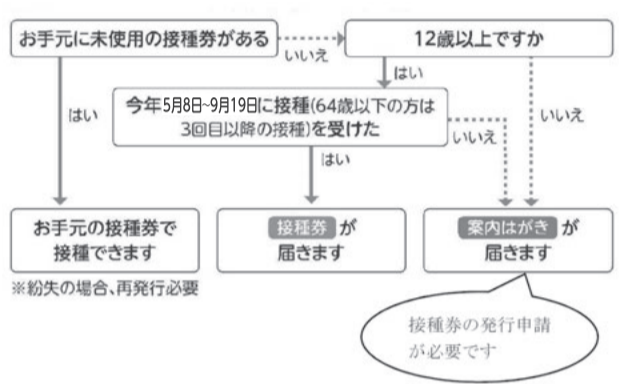 お手元に未使用の接種券がある
いいえ
12歳以上ですか
はい
はい
今年5月8日~9月19日に接種(64歳以下の方は
3回目以降の接種)を受けた
いいえ
いいえ
はい
お手元の接種券で
接種できます
接種券 が
届きます
案内はがき が
届きます
※紛失の場合、再発行必要
接種券の発行申請
が必要です